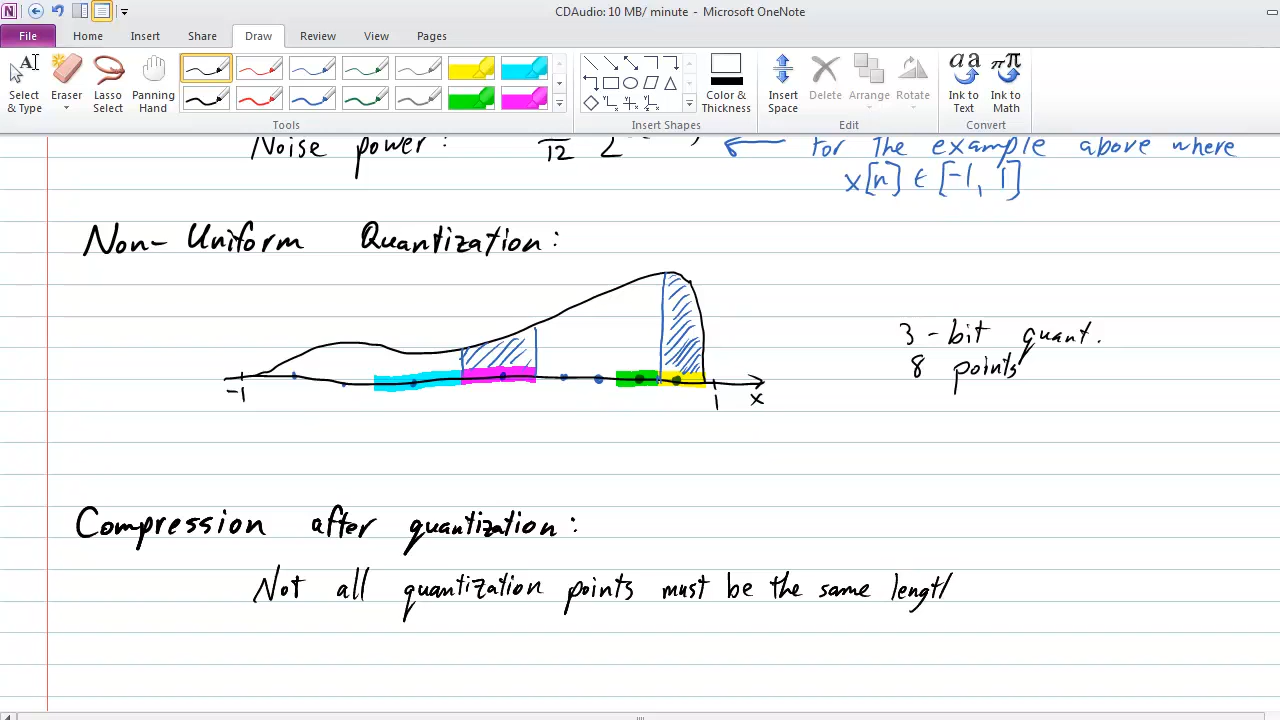 CDAudio: 10 MB/ minute - Microsoft OneNote
File Home Insert Share Draw Review View Pages
Select & Type Eraser Lasso Select Panning Hand Color & Thickness Insert Space Delete Arrange Rotate Ink to Text Ink to Math
Tools Insert Shapes Edit Convert
Noise power: 12 2 ← for the example above where
x[n] ∈ [-1, 1]
Non-Uniform Quantization:
3-bit quant.
8 points
-1 1 x
Compression after quantization:
Not all quantization points must be the same lengt